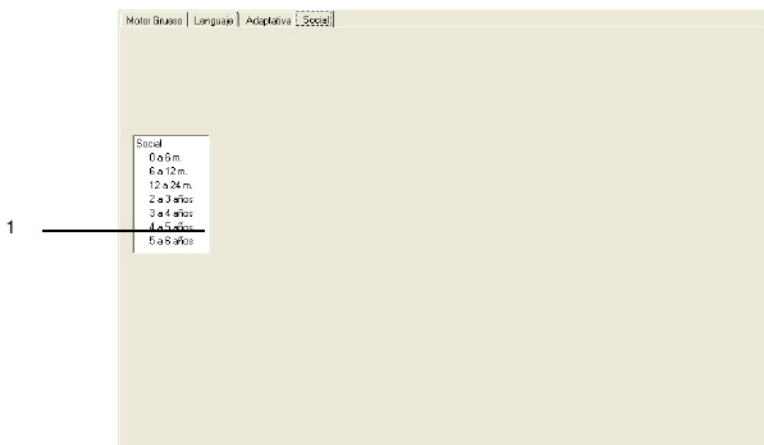 Motor Grueso Lenguaje Adaptativa Social
Social
0 a 6 m.
6 a 12 m.
12 a 24 m.
2 a 3 años
3 a 4 años
4 a 5 años
5 a 6 años
1